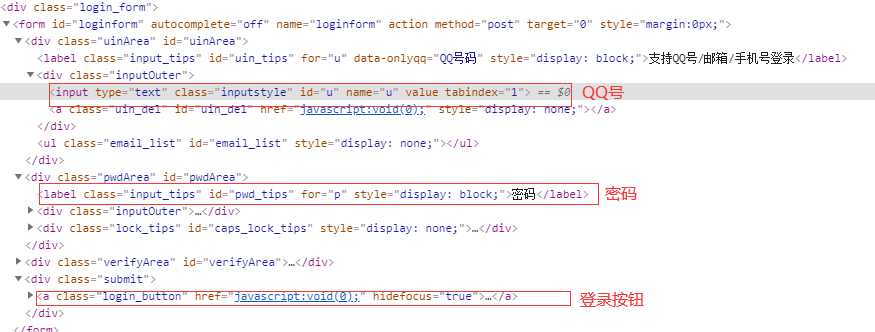 <div class="login_form">
<form id="loginform" autocomplete="off" name="loginform" action method="post" target="0" style="margin:0px;">
<div class="uinArea" id="uinArea">
<label class="input_tips" id="uin_tips" for="u" data-onlyqq="QQ号码" style="display: block;">支持QQ号/邮箱/手机号登录</label>
<div class="inputOuter">
<input type="text" class="inputstyle" id="u" name="u" value tabindex="1"> == $0 QQ号
<a class="uin_del" id="uin_del" href="javascript:void(0);" style="display: none;"></a>
</div>
<ul class="email_list" id="email_list" style="display: none;"></ul>
</div>
<div class="pwdArea" id="pwdArea">
<label class="input_tips" id="pwd_tips" for="p" style="display: block;">密码</label> 密码
<div class="inputOuter">…</div>
<div class="lock_tips" id="caps_lock_tips" style="display: none;">…</div>
</div>
<div class="verifyArea" id="verifyArea">…</div>
<div class="submit">
<a class="login_button" href="javascript:void(0);" hidefocus="true">…</a> 登录按钮
</div>
</form>